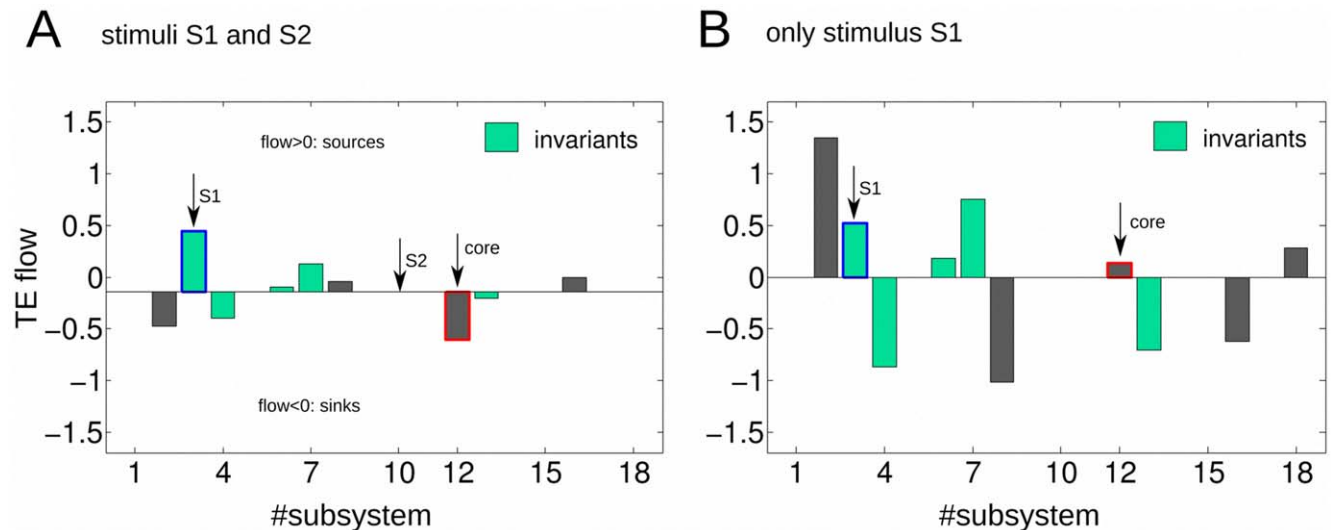 A stimuli S1 and S2
1.5
1
0.5
0
−0.5
−1
−1.5
TE flow
flow>0: sources
invariants
S1
S2
core
flow<0: sinks
1 4 7 10 12 15 18
#subsystem
B only stimulus S1
1.5
1
0.5
0
−0.5
−1
−1.5
invariants
S1
core
1 4 7 10 12 15 18
#subsystem